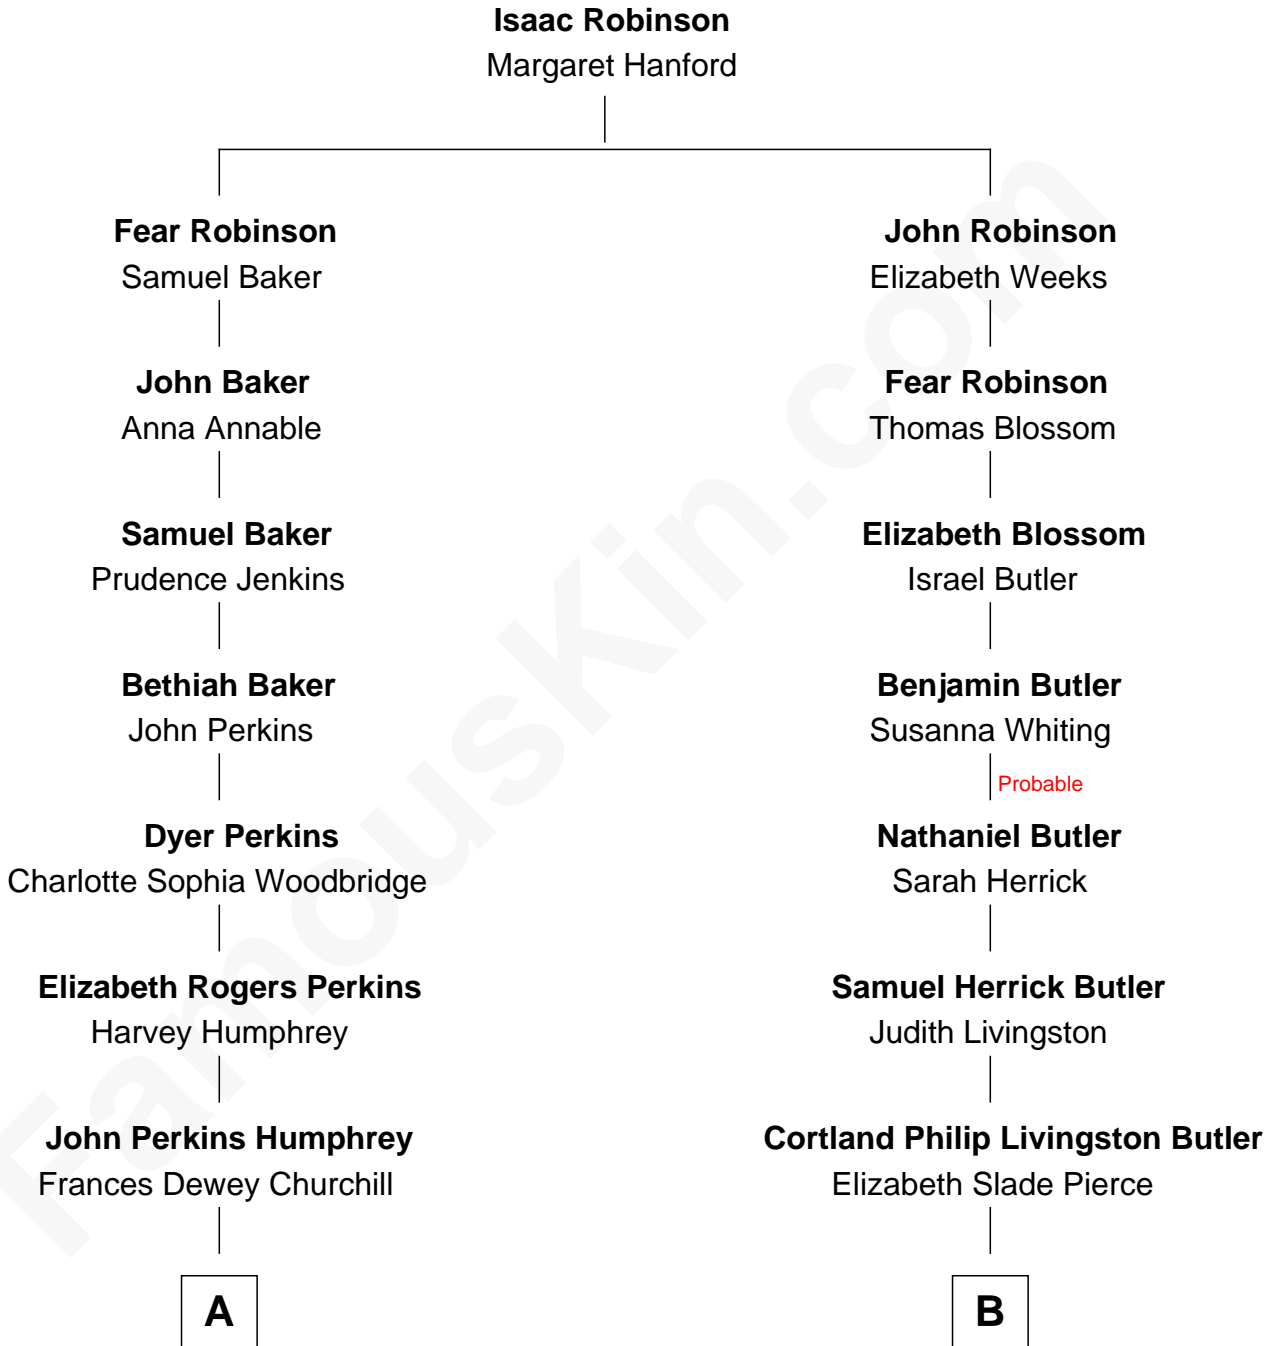 Isaac Robinson
Margaret Hanford
Fear Robinson
Samuel Baker
John Baker
Anna Annable
Samuel Baker
Prudence Jenkins
Bethiah Baker
John Perkins
Dyer Perkins
Charlotte Sophia Woodbridge
Elizabeth Rogers Perkins
Harvey Humphrey
John Perkins Humphrey
Frances Dewey Churchill
A
John Robinson
Elizabeth Weeks
Fear Robinson
Thomas Blossom
Elizabeth Blossom
Israel Butler
Benjamin Butler
Susanna Whiting
Probable
Nathaniel Butler
Sarah Herrick
Samuel Herrick Butler
Judith Livingston
Cortland Philip Livingston Butler
Elizabeth Slade Pierce
B
FamousKin.com